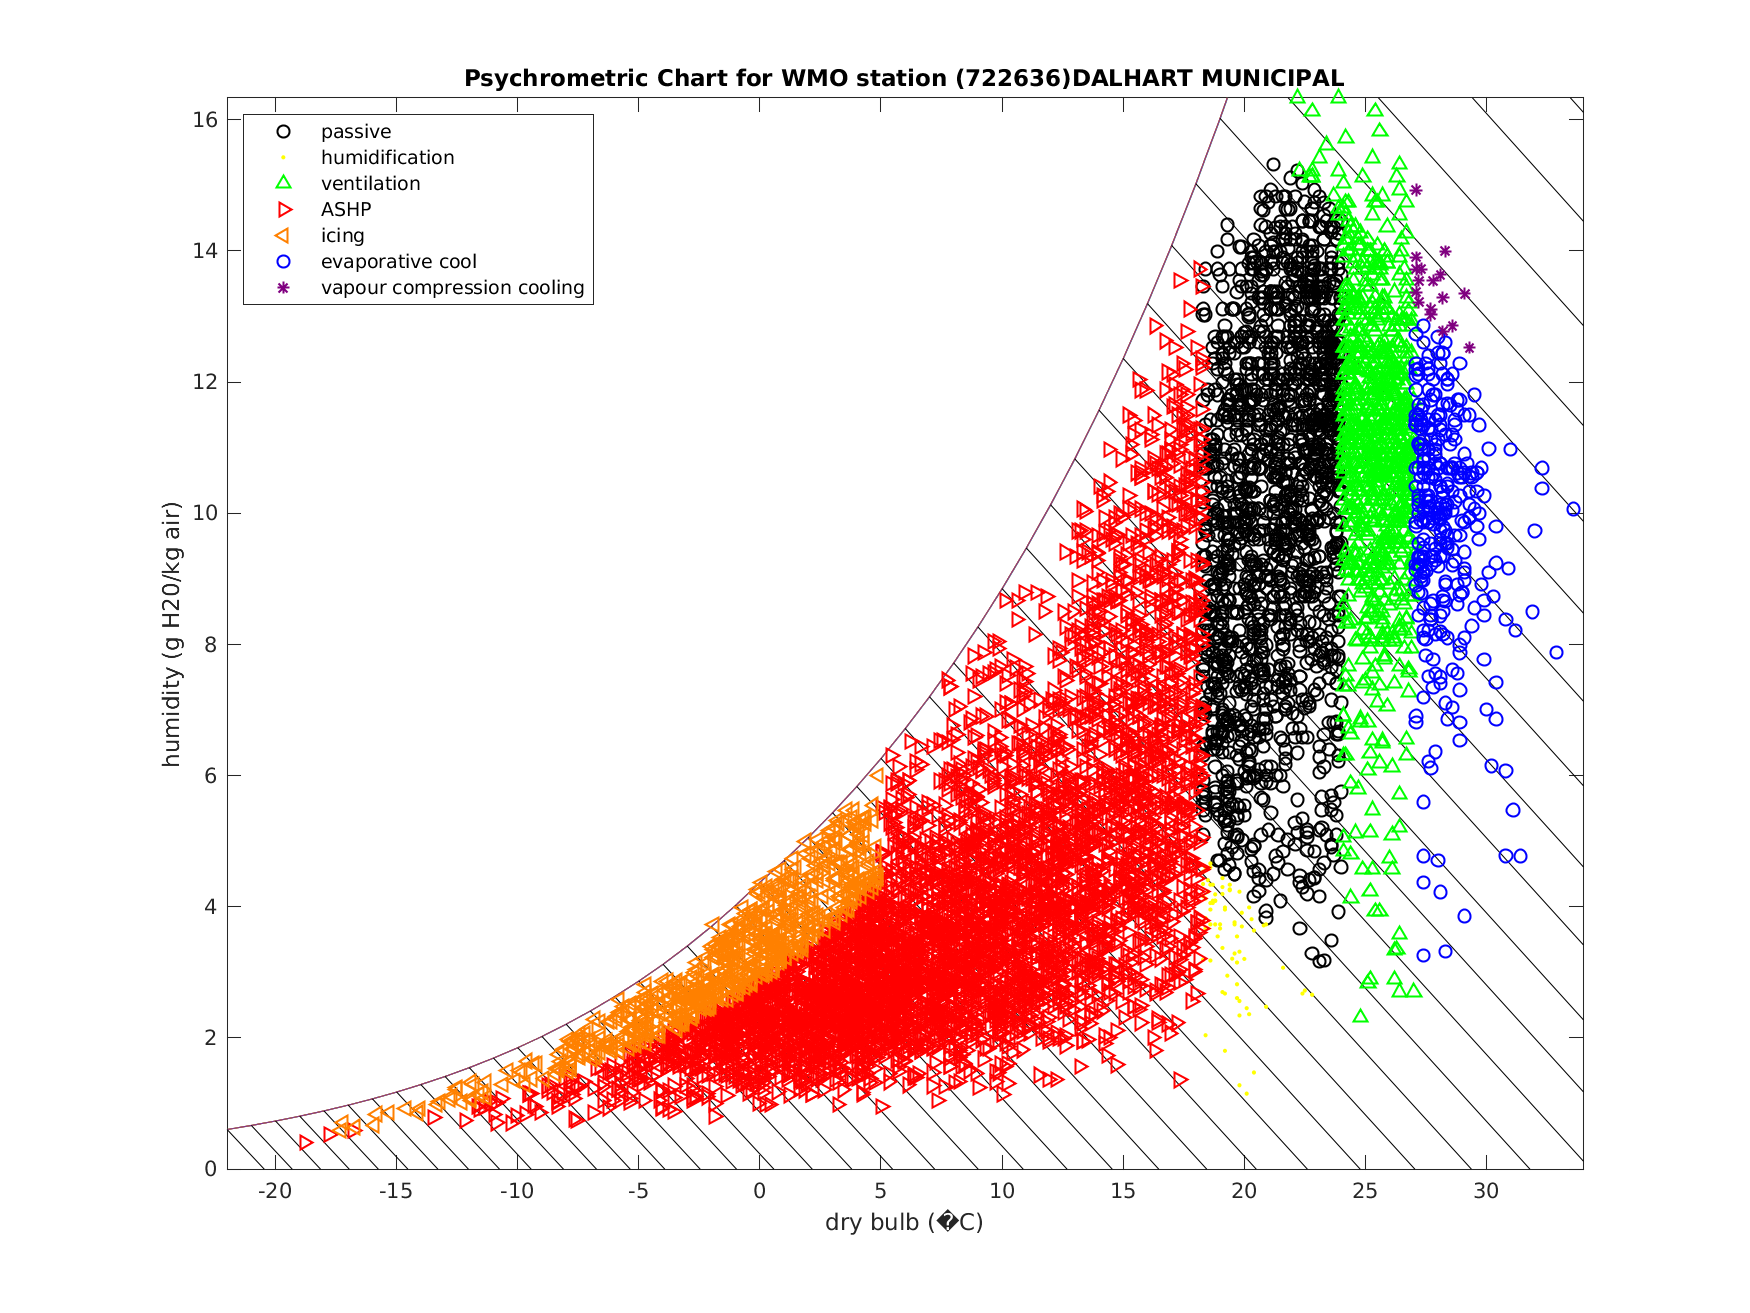 Psychrometric Chart for WMO station (722636)DALHART MUNICIPAL
passive
humidification
ventilation
ASHP
icing
evaporative cool
vapour compression cooling
humidity (g H20/kg air)
16
14
12
10
8
6
4
2
0
-20 -15 -10 -5 0 5 10 15 20 25 30
dry bulb (�C)